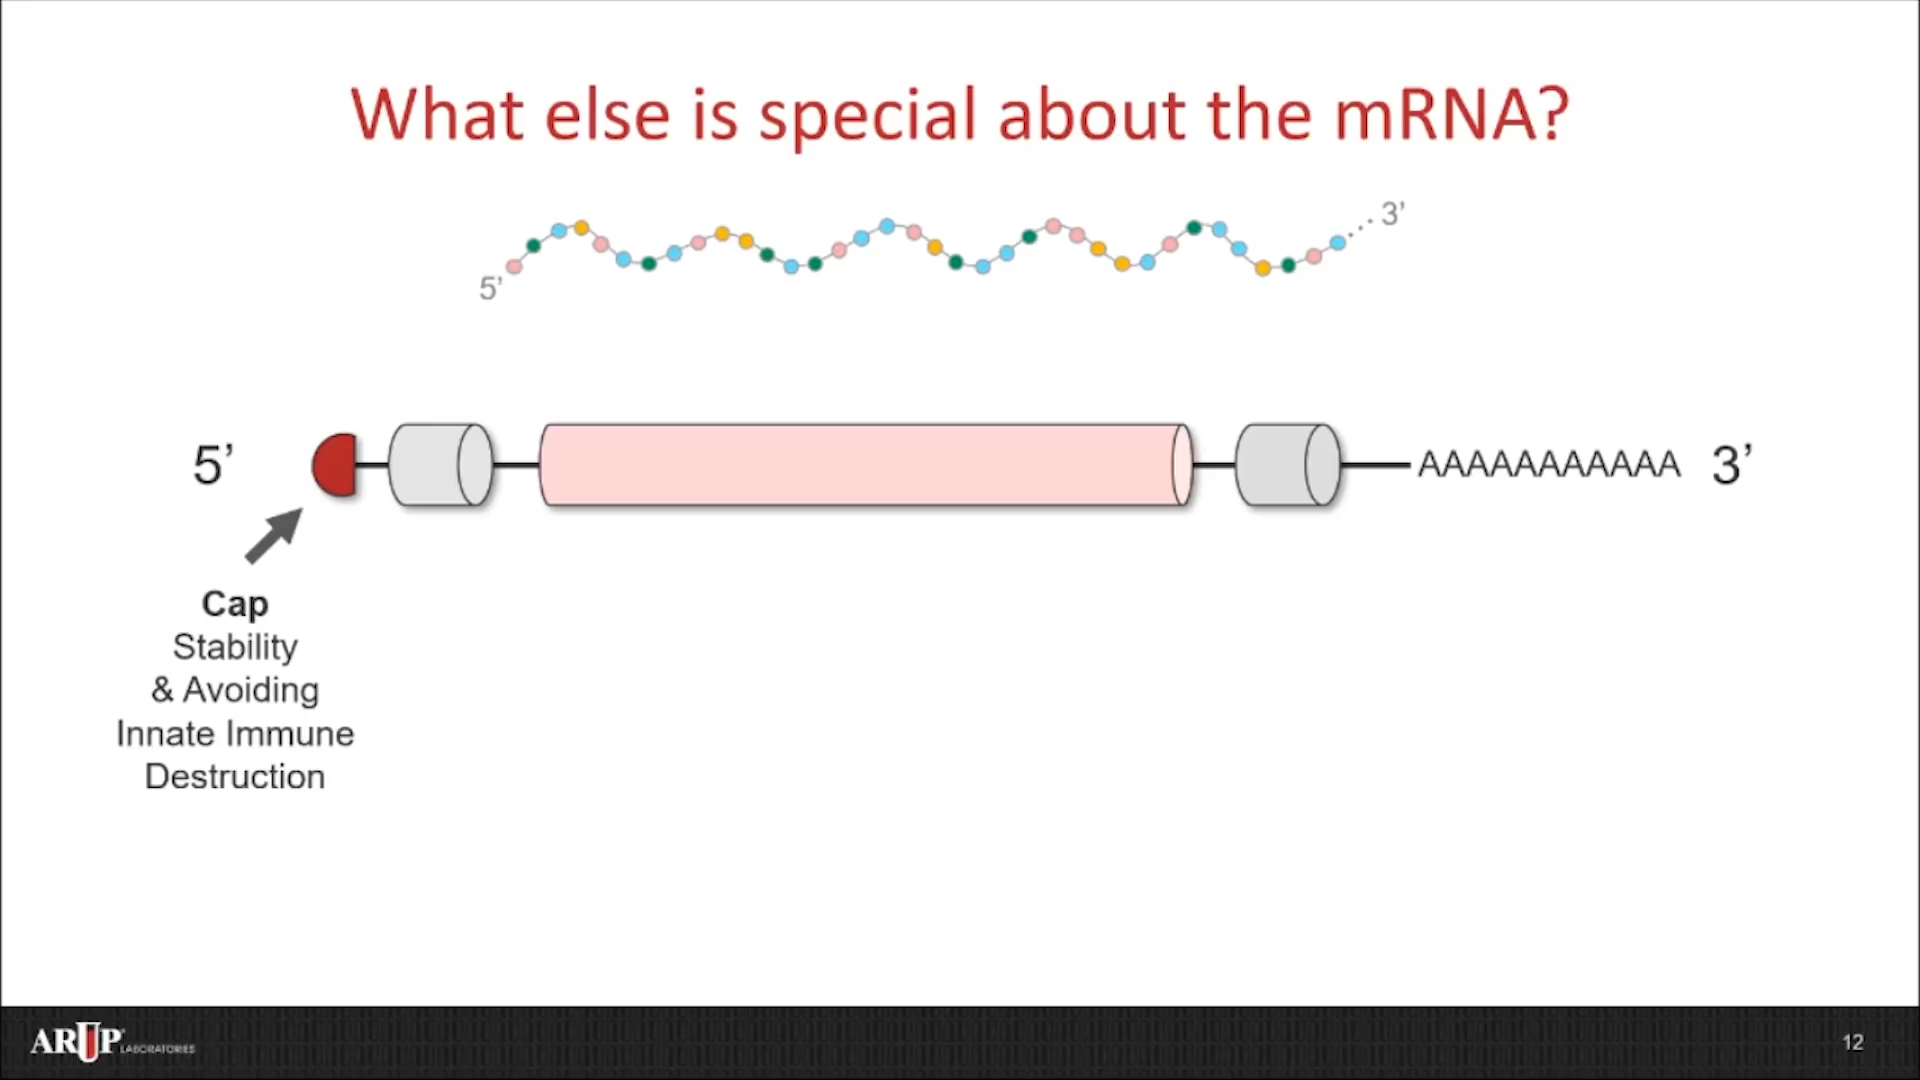 What else is special about the mRNA?
3’
5’
5’
AAAAAAAAAAA
3’
Cap
Stability
& Avoiding
Innate Immune
Destruction
ARUP LABORATORIES
12